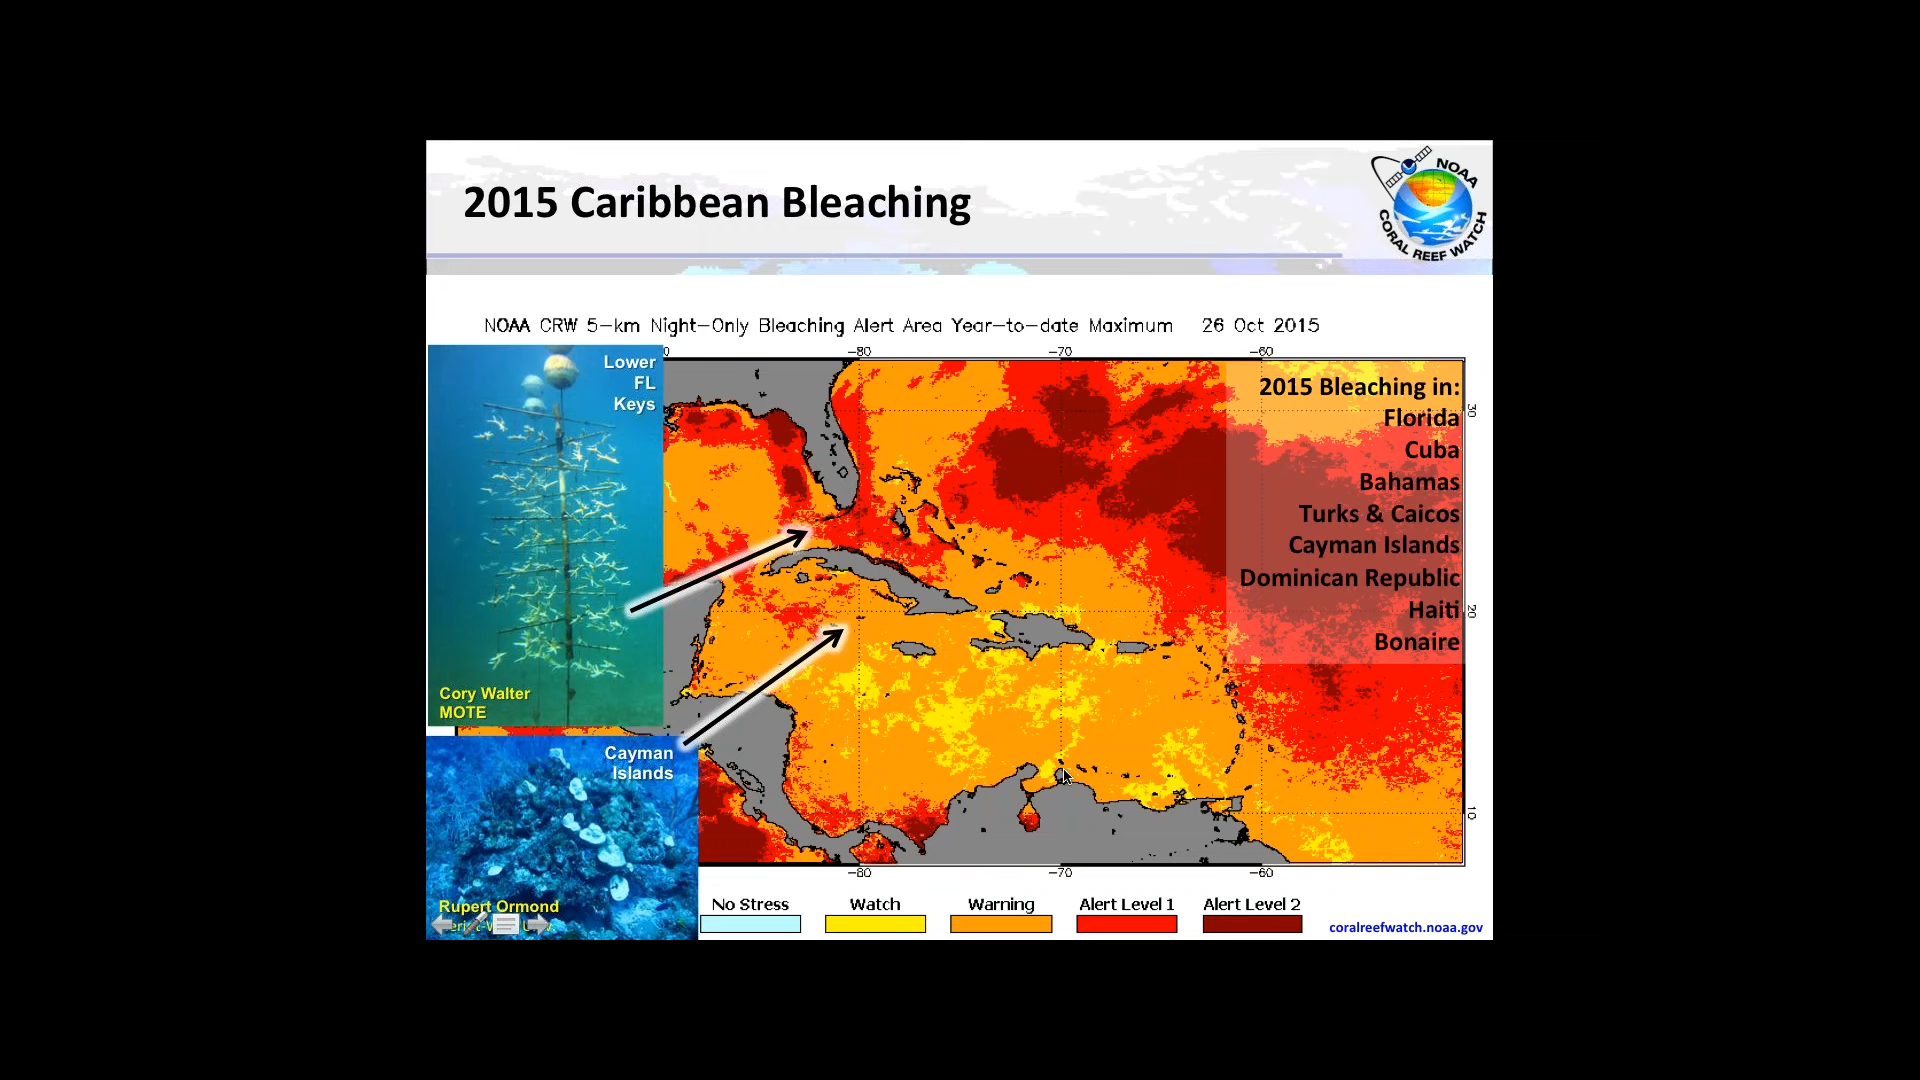 2015 Caribbean Bleaching
NOAA
CORAL REEF WATCH
NOAA CRW 5-km Night-Only Bleaching Alert Area Year-to-date Maximum 26 Oct 2015
-80 -70 -60
Lower
FL
Keys
2015 Bleaching in:
Florida
Cuba
Bahamas
Turks & Caicos
Cayman Islands
Dominican Republic
Haiti
Bonaire
30
20
10
Cory Walter
MOTE
Cayman
Islands
Rupert Ormond
-80 -70 -60
No Stress Watch Warning Alert Level 1 Alert Level 2
coralreefwatch.noaa.gov